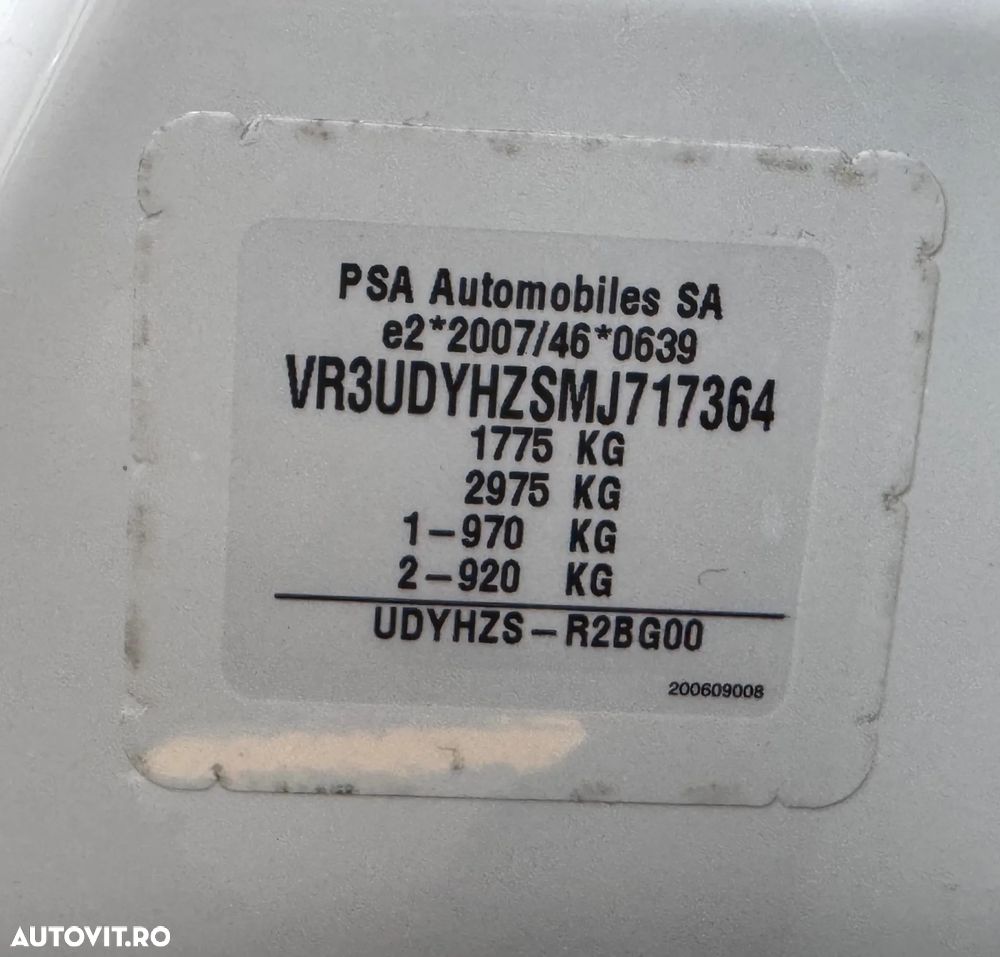 PSA Automobiles SA
e2*2007/46*0639
VR3UDYHZSMJ717364
1775 KG
2975 KG
1-970 KG
2-920 KG
UDYHZS-R2BG00
200609008
AUTOVIT.RO